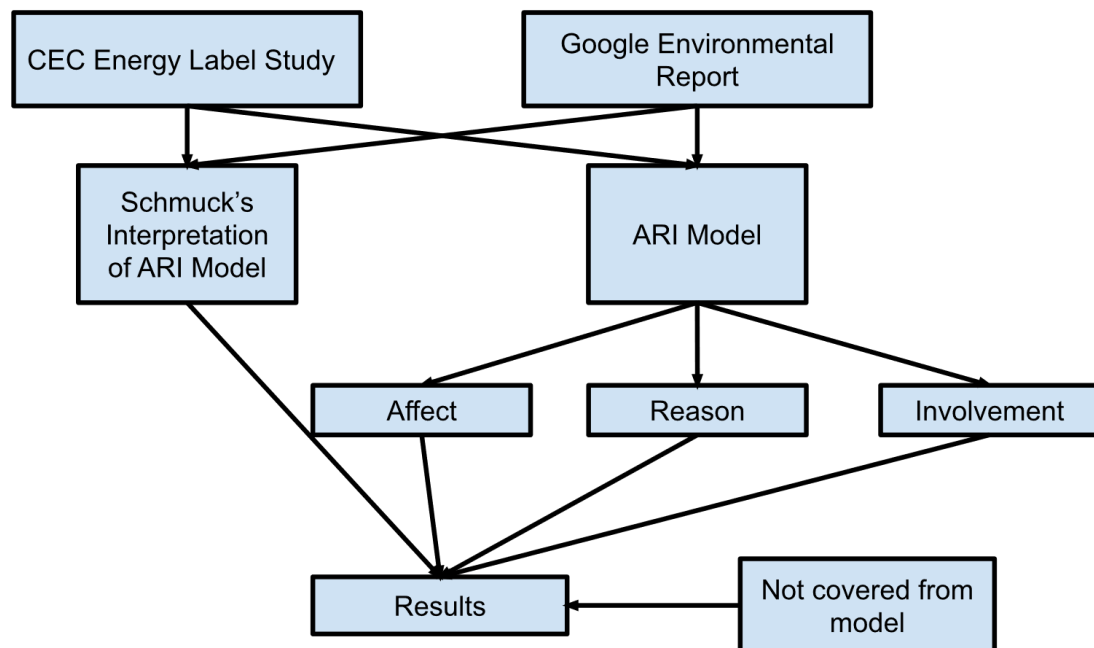 CEC Energy Label Study
Google Environmental
Report
Schmuck’s
Interpretation
of ARI Model
ARI Model
Affect
Reason
Involvement
Results
Not covered from
model